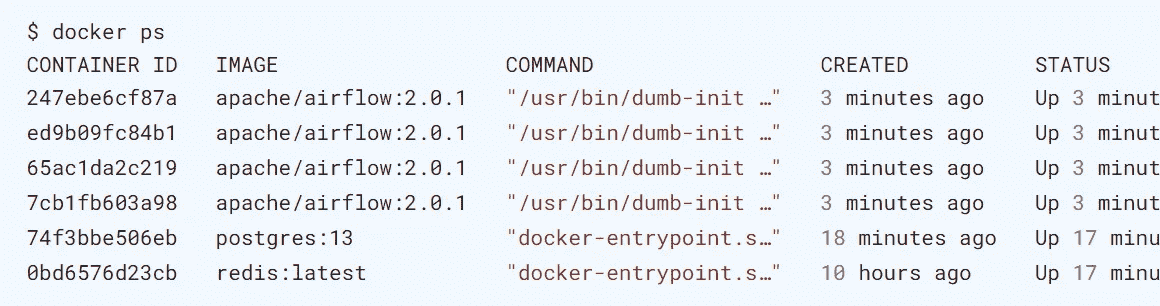 $ docker ps
CONTAINER ID   IMAGE                  COMMAND                  CREATED          STATUS
247ebe6cf87a   apache/airflow:2.0.1   "/usr/bin/dumb-init …"   3 minutes ago    Up 3 minut
ed9b09fc84b1   apache/airflow:2.0.1   "/usr/bin/dumb-init …"   3 minutes ago    Up 3 minut
65ac1da2c219   apache/airflow:2.0.1   "/usr/bin/dumb-init …"   3 minutes ago    Up 3 minut
7cb1fb603a98   apache/airflow:2.0.1   "/usr/bin/dumb-init …"   3 minutes ago    Up 3 minut
74f3bbe506eb   postgres:13            "docker-entrypoint.s…"   18 minutes ago   Up 17 minu
0bd6576d23cb   redis:latest           "docker-entrypoint.s…"   10 hours ago     Up 17 minu